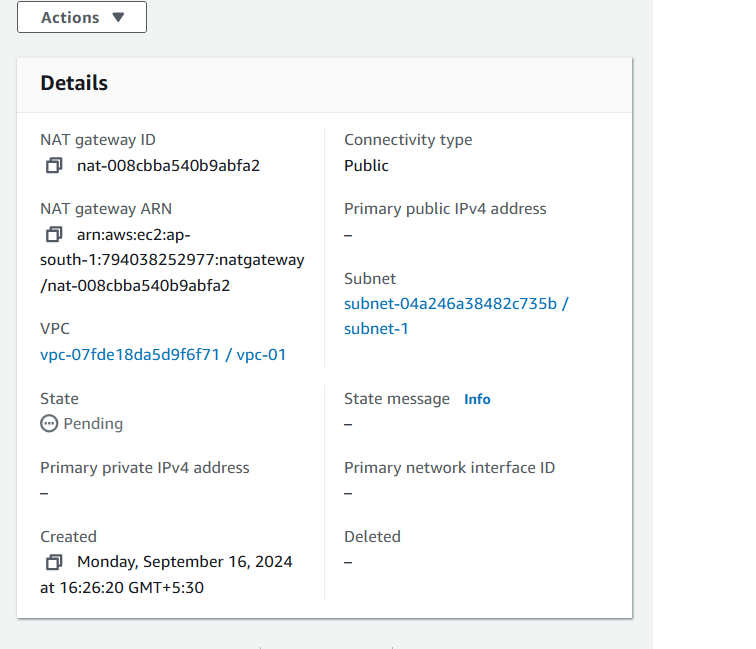 Actions
Details
NAT gateway ID
nat-008cbba540b9abfa2
NAT gateway ARN
arn:aws:ec2:ap-
south-1:794038252977:natgateway
/nat-008cbba540b9abfa2
VPC
vpc-07fde18da5d9f6f71 / vpc-01
Connectivity type
Public
Primary public IPv4 address
–
Subnet
subnet-04a246a38482c735b /
subnet-1
State
Pending
Primary private IPv4 address
–
Created
Monday, September 16, 2024
at 16:26:20 GMT+5:30
State message Info
–
Primary network interface ID
–
Deleted
–